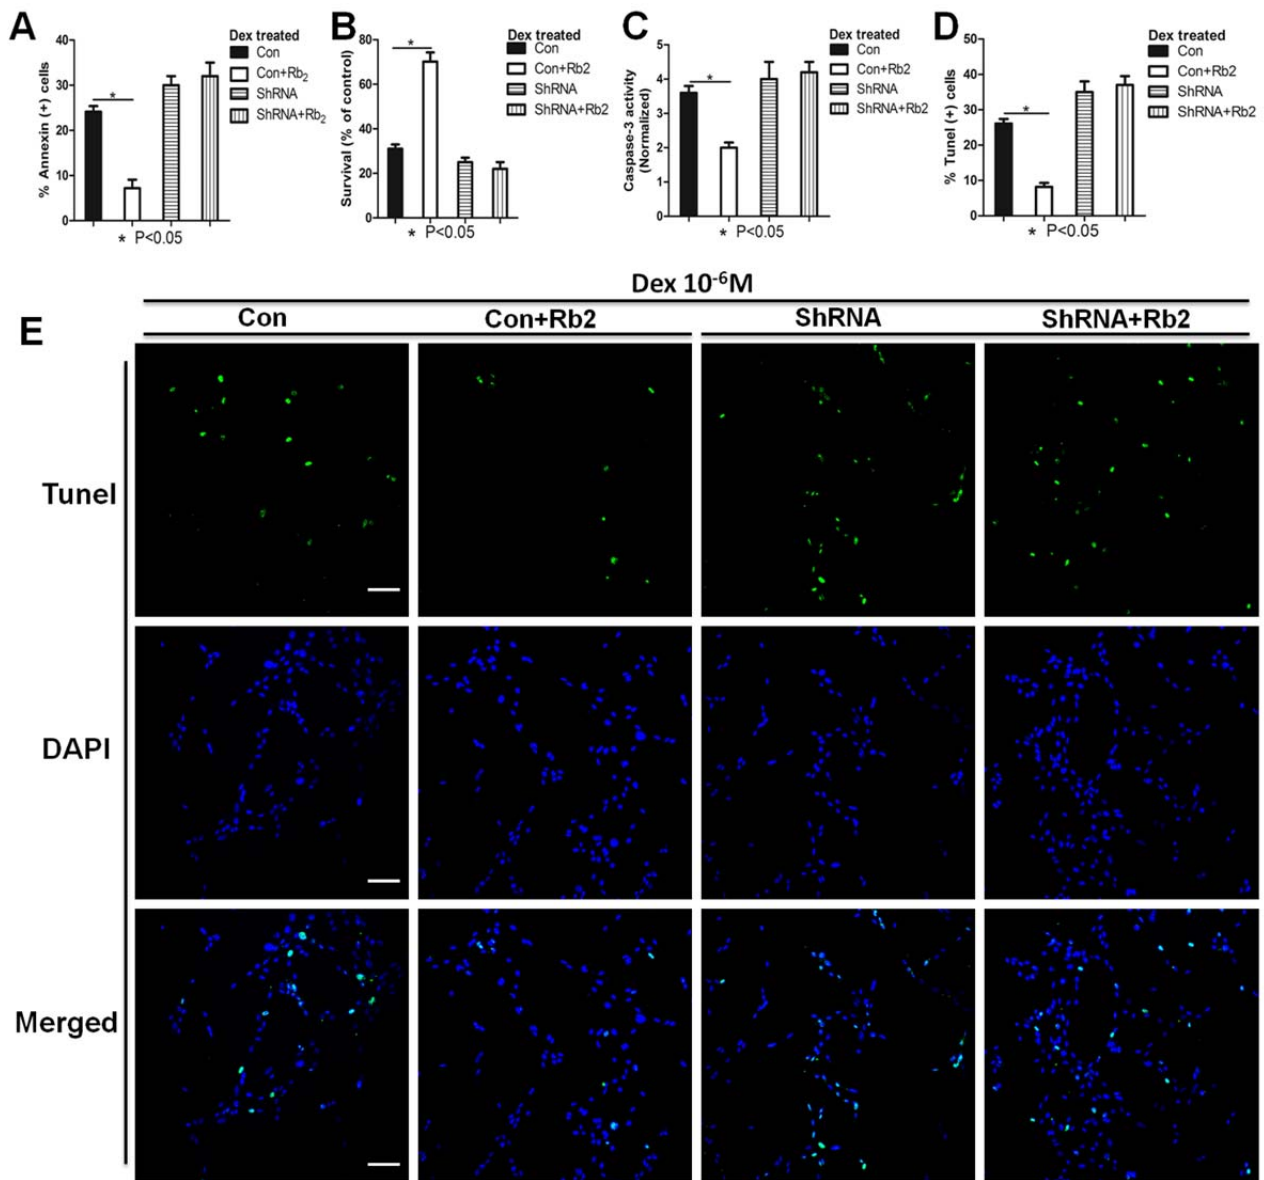 A
% Annexin (+) cells
40
30
20
10
0
*
* P<0.05
Dex treated
Con
Con+Rb₂
ShRNA
ShRNA+Rb₂
B
Survival (% of control)
80
60
40
20
0
*
* P<0.05
Dex treated
Con
Con+Rb2
ShRNA
ShRNA+Rb2
C
Caspase-3 activity
(Normalized)
5
4
3
2
1
0
*
* P<0.05
Dex treated
Con
Con+Rb2
ShRNA
ShRNA+Rb2
D
% Tunel (+) cells
50
40
30
20
10
0
*
* P<0.05
Dex treated
Con
Con+Rb2
ShRNA
ShRNA+Rb2
E
Dex 10⁻⁶M
Con Con+Rb2 ShRNA ShRNA+Rb2
Tunel
DAPI
Merged